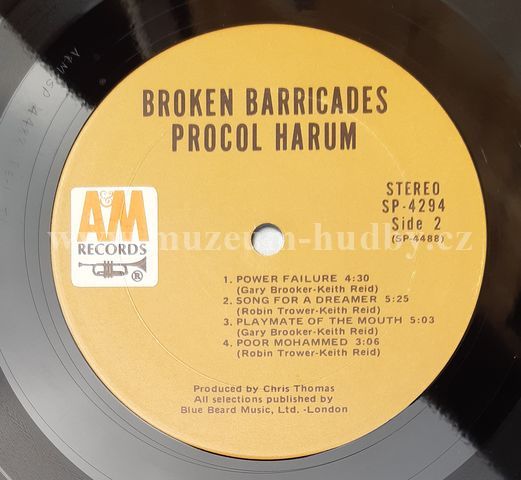 BROKEN BARRICADES
PROCOL HARUM
STEREO
SP-4294
Side 2
(SP-4488)
A&M
RECORDS
®
www.muzeum-hudby.cz
1. POWER FAILURE 4:30
(Gary Brooker-Keith Reid)
2. SONG FOR A DREAMER 5:25
(Robin Trower-Keith Reid)
3. PLAYMATE OF THE MOUTH 5:03
(Gary Brooker-Keith Reid)
4. POOR MOHAMMED 3:06
(Robin Trower-Keith Reid)
Produced by Chris Thomas
All selections published by
Blue Beard Music, Ltd. -London